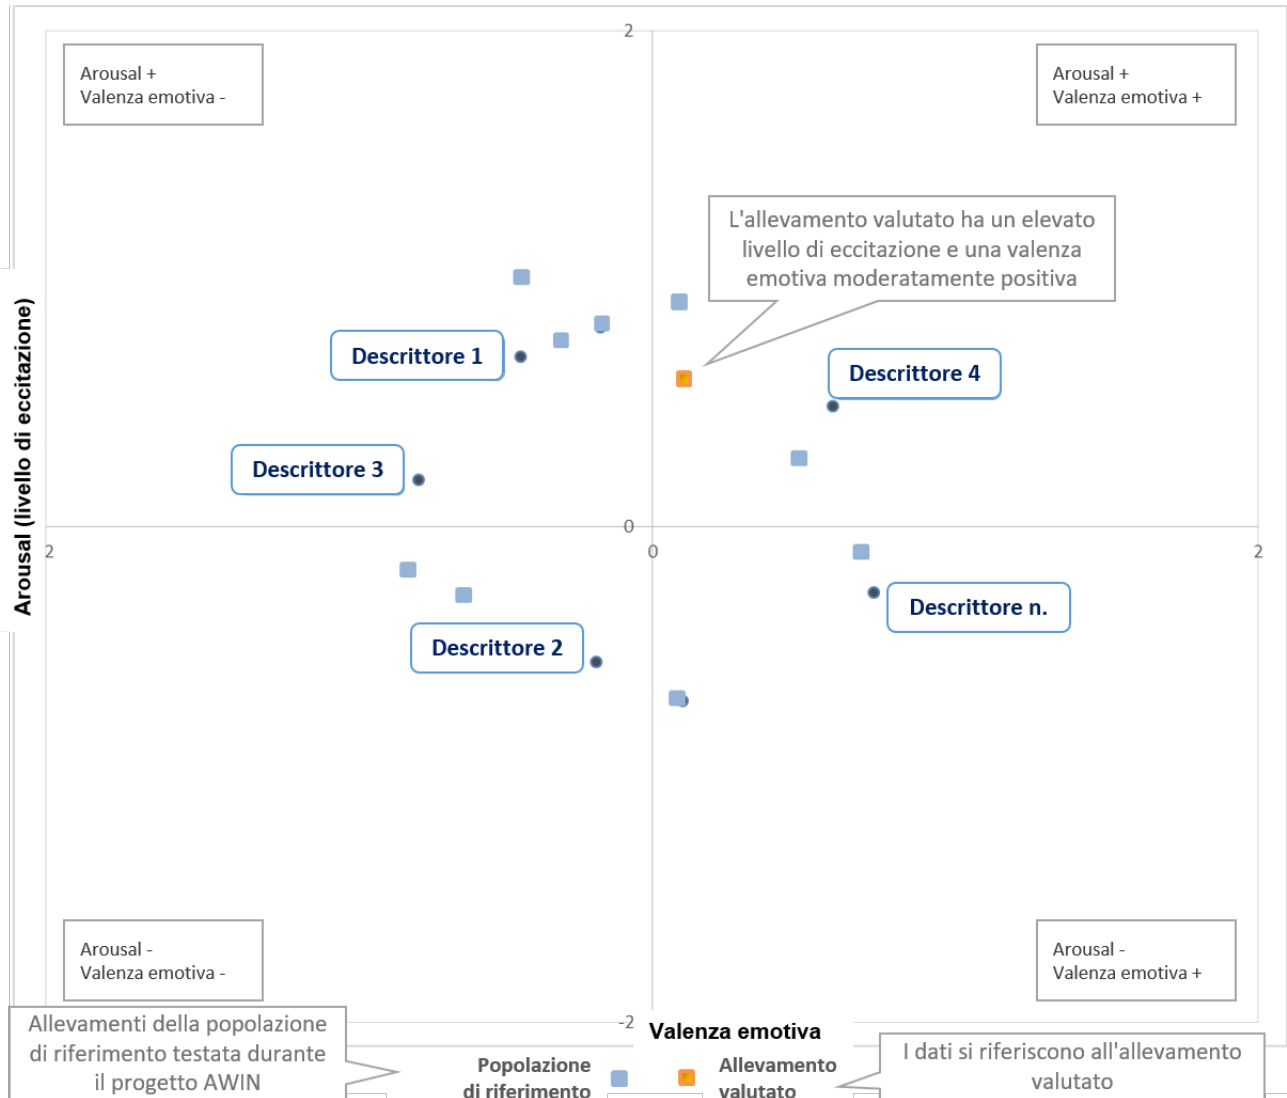 2
Arousal +
Valenza emotiva -
Arousal +
Valenza emotiva +
L'allevamento valutato ha un elevato
livello di eccitazione e una valenza
emotiva moderatamente positiva
Arousal (livello di eccitazione)
Descrittore 1
Descrittore 4
Descrittore 3
0
2
0
2
Descrittore n.
Descrittore 2
Arousal -
Valenza emotiva -
Arousal -
Valenza emotiva +
-2
Valenza emotiva
Allevamenti della popolazione
di riferimento testata durante
il progetto AWIN
Popolazione
di riferimento
Allevamento
valutato
I dati si riferiscono all'allevamento
valutato